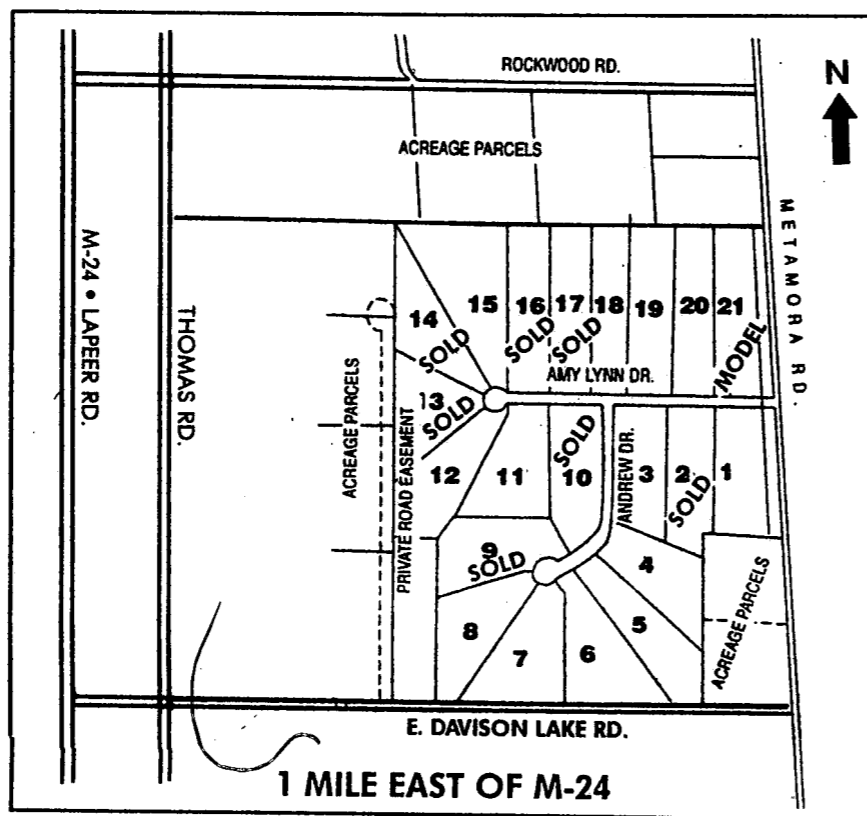 ROCKWOOD RD.
N
ACREAGE PARCELS
METAMORA RD.
M-24 • LAPEER RD.
THOMAS RD.
14
SOLD
15
16
SOLD
17
SOLD
18
19
20
21
MODEL
AMY LYNN DR.
13
SOLD
ACREAGE PARCELS
PRIVATE ROAD EASEMENT
12
11
SOLD
10
ANDREW DR.
3
2
SOLD
1
9
SOLD
4
ACREAGE PARCELS
8
7
6
5
E. DAVISON LAKE RD.
1 MILE EAST OF M-24